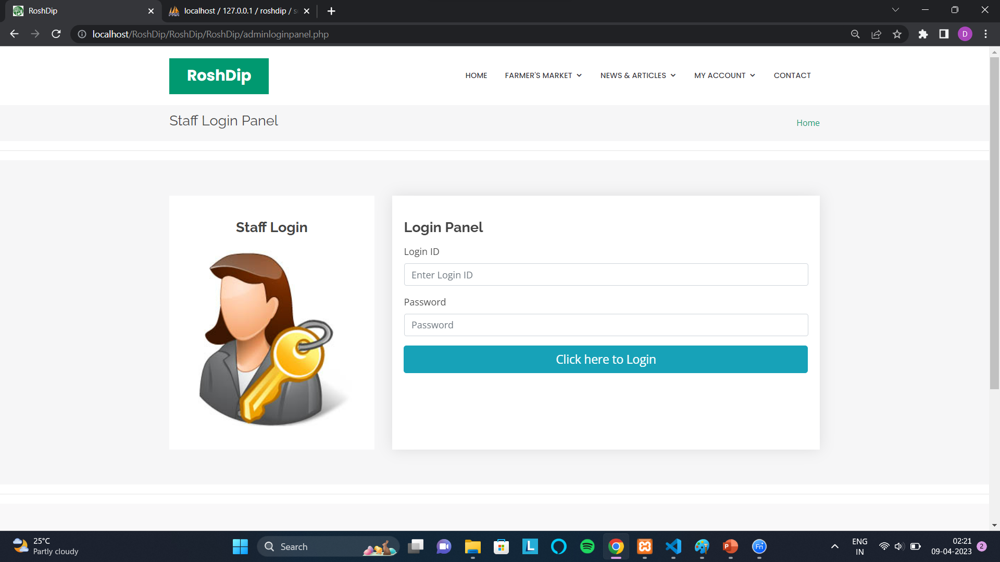 RoshDip
localhost / 127.0.0.1 / roshdip /
localhost/RoshDip/RoshDip/RoshDip/adminloginpanel.php
D
RoshDip
HOME
FARMER'S MARKET
NEWS & ARTICLES
MY ACCOUNT
CONTACT
Staff Login Panel
Home
Staff Login
Login Panel
Login ID
Enter Login ID
Password
Password
Click here to Login
25°C
Partly cloudy
Search
L
P
Fri
ENG
IN
02:21
09-04-2023
2